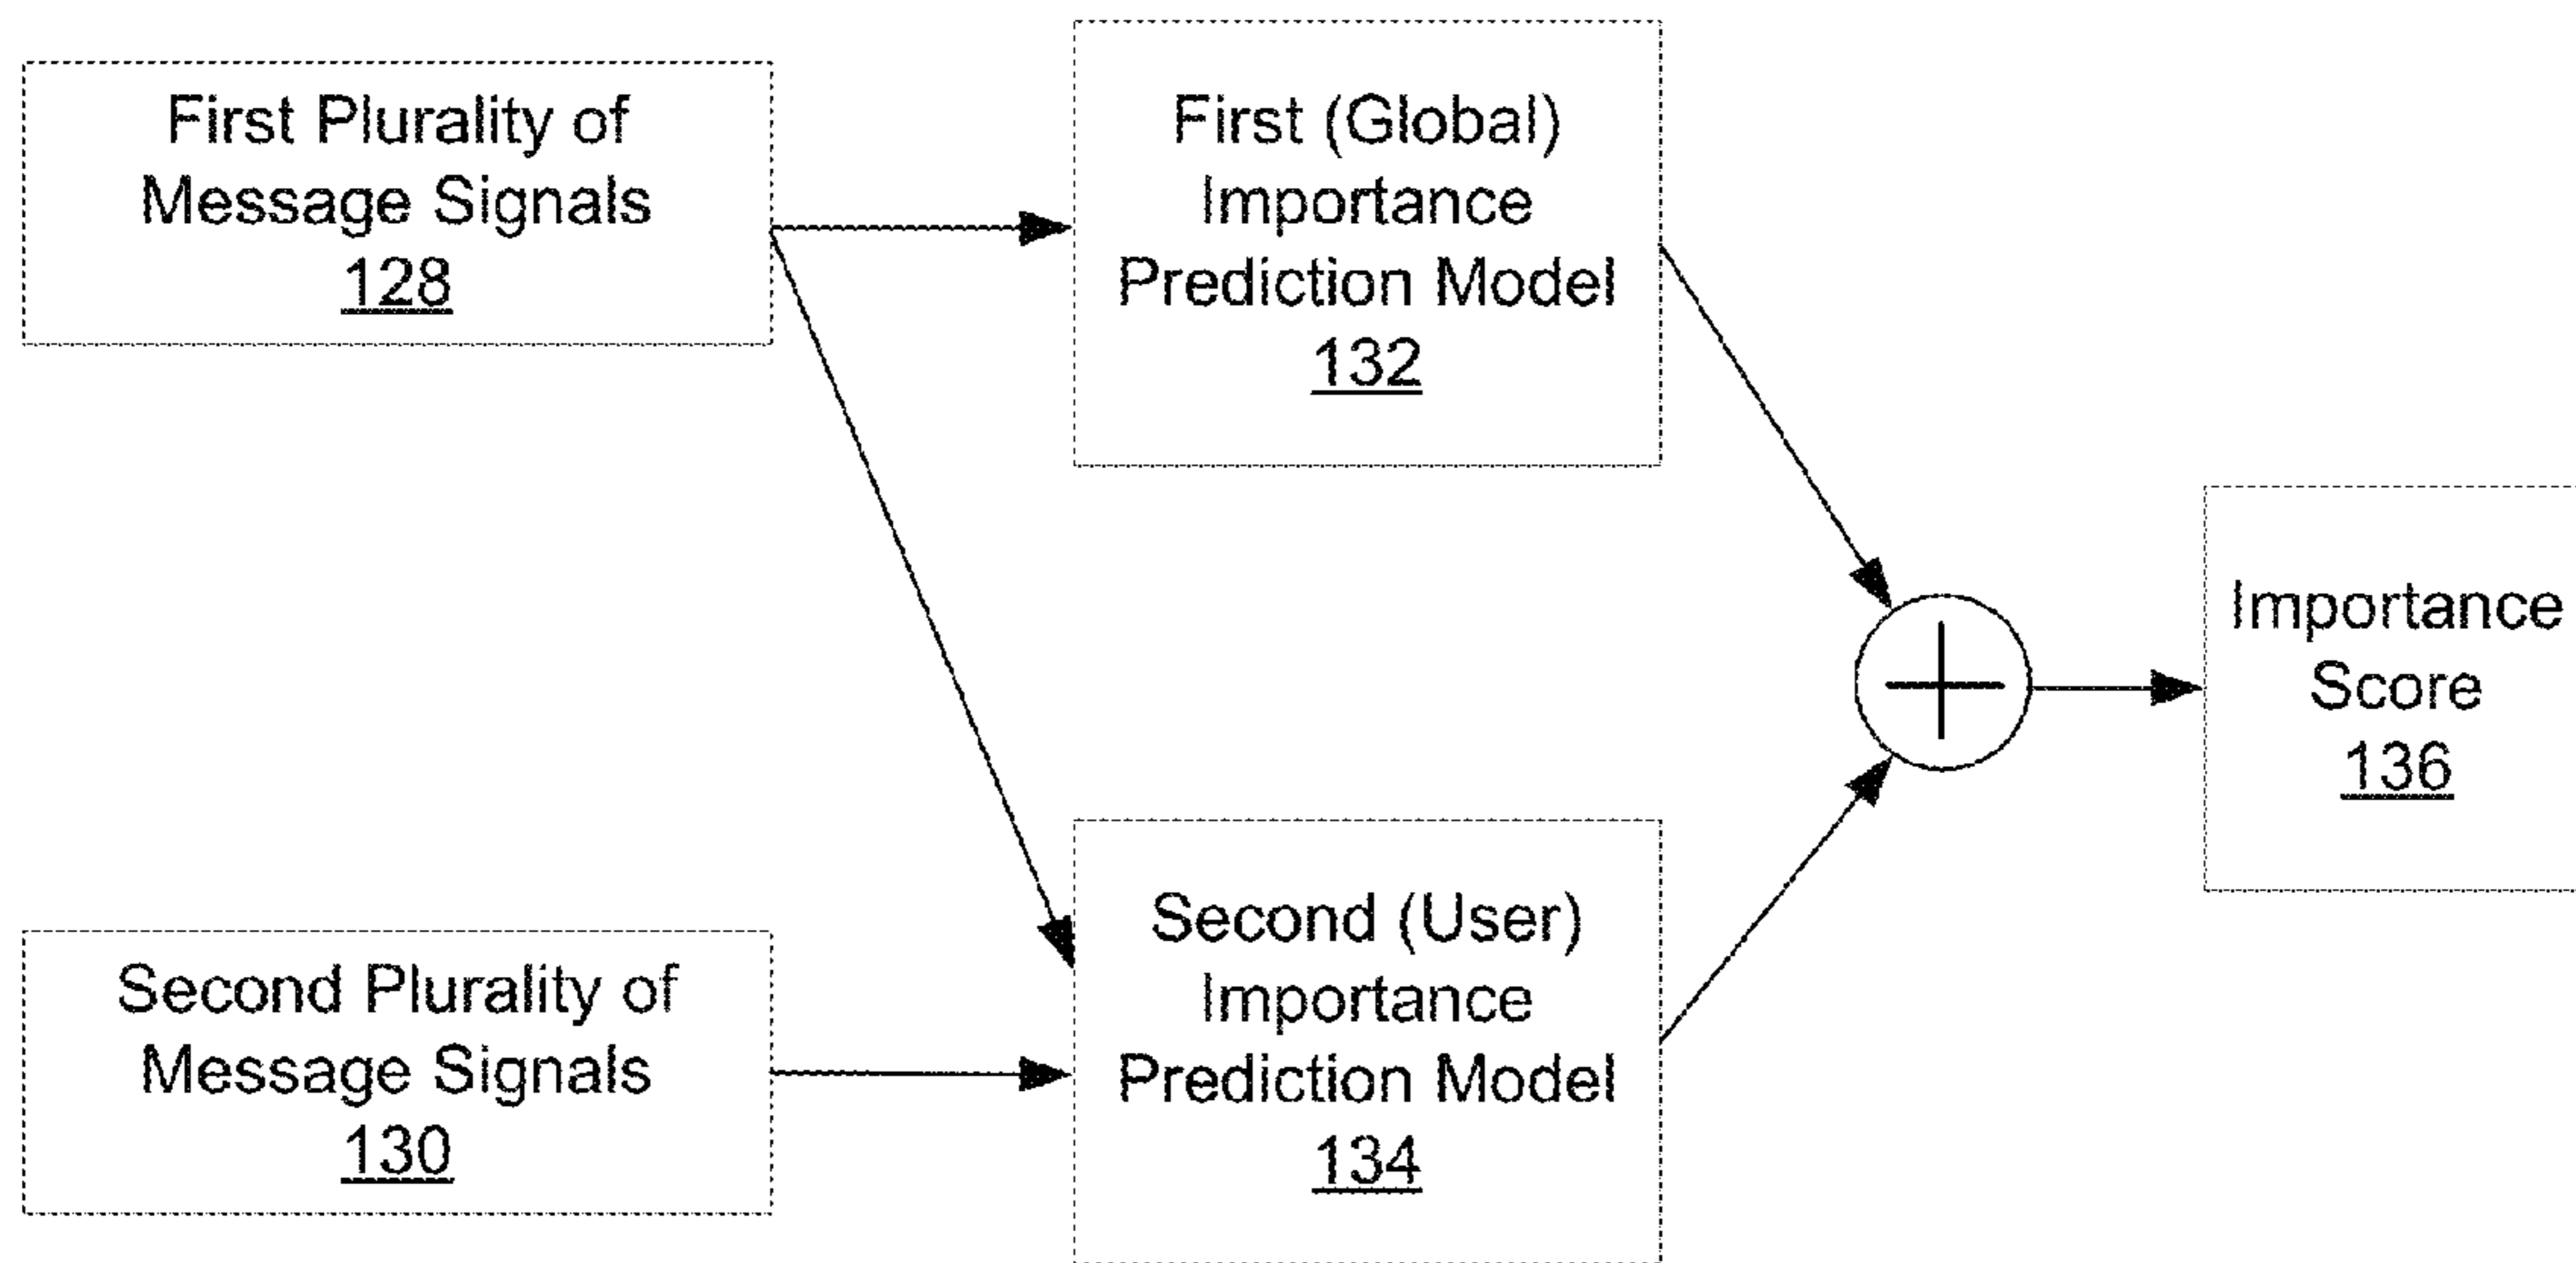 First Plurality of
Message Signals
128
First (Global)
Importance
Prediction Model
132
Second Plurality of
Message Signals
130
Second (User)
Importance
Prediction Model
134
Importance
Score
136